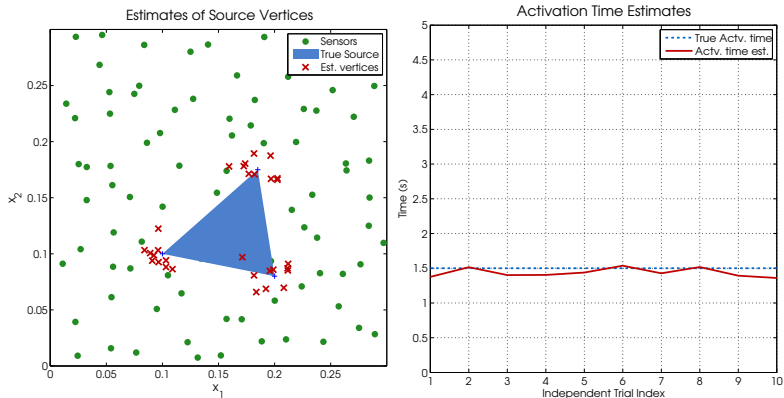 Estimates of Source Vertices
Sensors
True Source
Est. vertices
0.25
0.2
0.15
0.1
0.05
0
x_2
0 0.05 0.1 0.15 0.2 0.25
x_1
Activation Time Estimates
True Actv. time
Actv. time est.
5
4.5
4
3.5
3
2.5
2
1.5
1
0.5
0
Time (s)
1 2 3 4 5 6 7 8 9 10
Independent Trial Index